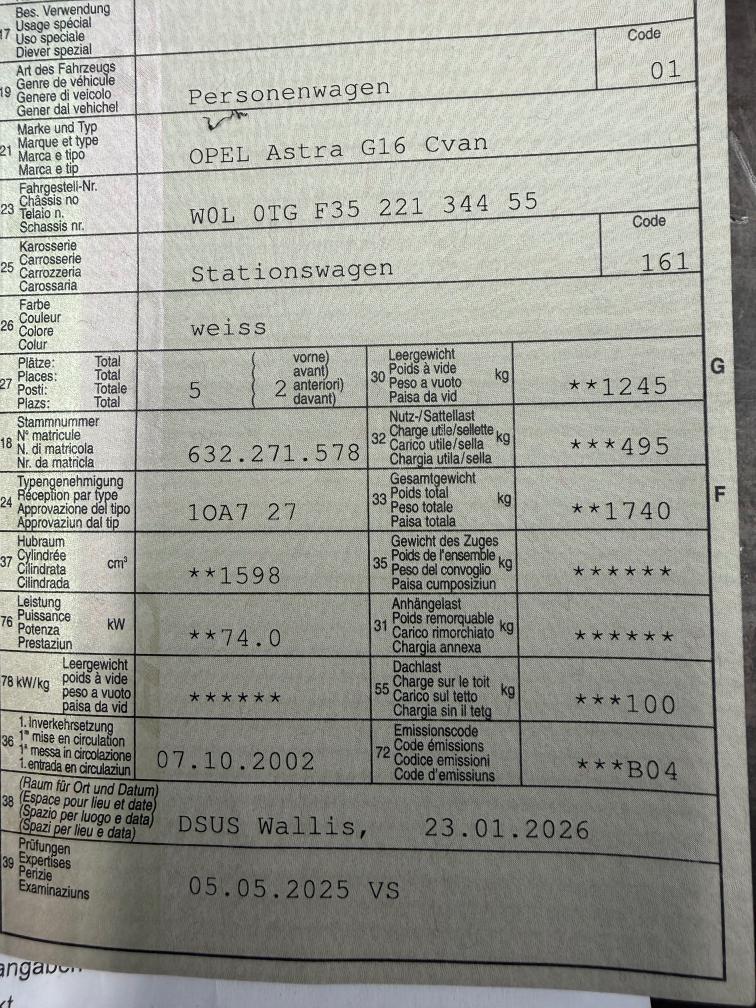 17 Bes. Verwendung
Usage spécial
Uso speciale
Diever spezial
19 Art des Fahrzeugs
Genre de véhicule
Genere di veicolo
Gener dal vehichel
Personenwagen
Code
01
21 Marke und Typ
Marque et type
Marca e tipo
Marca e tip
OPEL Astra G16 Cvan
23 Fahrgestell-Nr.
Châssis no
Telaio n.
Schassis nr.
W0L 0TG F35 221 344 55
25 Karosserie
Carrosserie
Carrozzeria
Carossaria
Stationswagen
Code
161
26 Farbe
Couleur
Colore
Colur
weiss
27 Plätze: Total
Places: Total
Posti: Totale
Plazs: Total
5
( vorne)
( avant)
( 2 anteriori)
( davant)
30 Leergewicht
Poids à vide
Peso a vuoto
Paisa da vid
kg
**1245
G
18 Stammnummer
N° matricule
N. di matricola
Nr. da matricla
632.271.578
32 Nutz-/Sattellast
Charge utile/sellette
Carico utile/sella
Chargia utila/sella
kg
***495
24 Typengenehmigung
Réception par type
Approvazione del tipo
Approvaziun dal tip
1OA7 27
33 Gesamtgewicht
Poids total
Peso totale
Paisa totala
kg
**1740
F
37 Hubraum
Cylindrée
Cilindrata
Cilindrada
cm³
**1598
35 Gewicht des Zuges
Poids de l'ensemble
Peso del convoglio
Paisa cumposiziun
kg
******
76 Leistung
Puissance
Potenza
Prestaziun
kW
**74.0
31 Anhängelast
Poids remorquable
Carico rimorchiato
Chargia annexa
kg
******
78 kW/kg
Leergewicht
poids à vide
peso a vuoto
paisa da vid
******
55 Dachlast
Charge sur le toit
Carico sul tetto
Chargia sin il tetg
kg
***100
36 1. Inverkehrsetzung
1re mise en circulation
1a messa in circolazione
1. entrada en circulaziun
07.10.2002
72 Emissionscode
Code émissions
Codice emissioni
Code d'emissiuns
***B04
38 (Raum für Ort und Datum)
(Espace pour lieu et date)
(Spazio per luogo e data)
(Spazi per lieu e data)
DSUS Wallis, 23.01.2026
39 Prüfungen
Expertises
Perizie
Examinaziuns
05.05.2025 VS